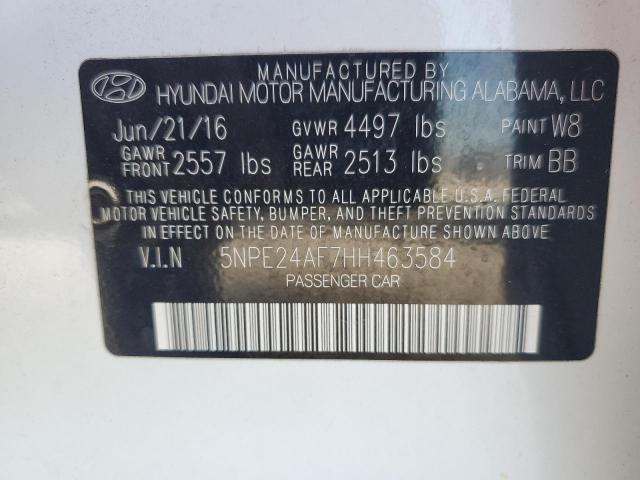 MANUFACTURED BY
HYUNDAI MOTOR MANUFACTURING ALABAMA, LLC
Jun/21/16 GVWR 4497 lbs PAINT W8
GAWR FRONT 2557 lbs GAWR REAR 2513 lbs TRIM BB
THIS VEHICLE CONFORMS TO ALL APPLICABLE U.S.A. FEDERAL
MOTOR VEHICLE SAFETY, BUMPER, AND THEFT PREVENTION
STANDARDS IN EFFECT ON THE DATE OF MANUFACTURE SHOWN ABOVE
V.I.N 5NPE24AF7HH463584
PASSENGER CAR